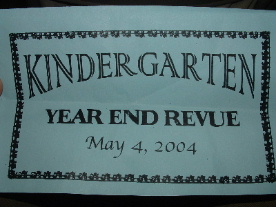 KINDERGARTEN
YEAR END REVUE
May 4, 2004